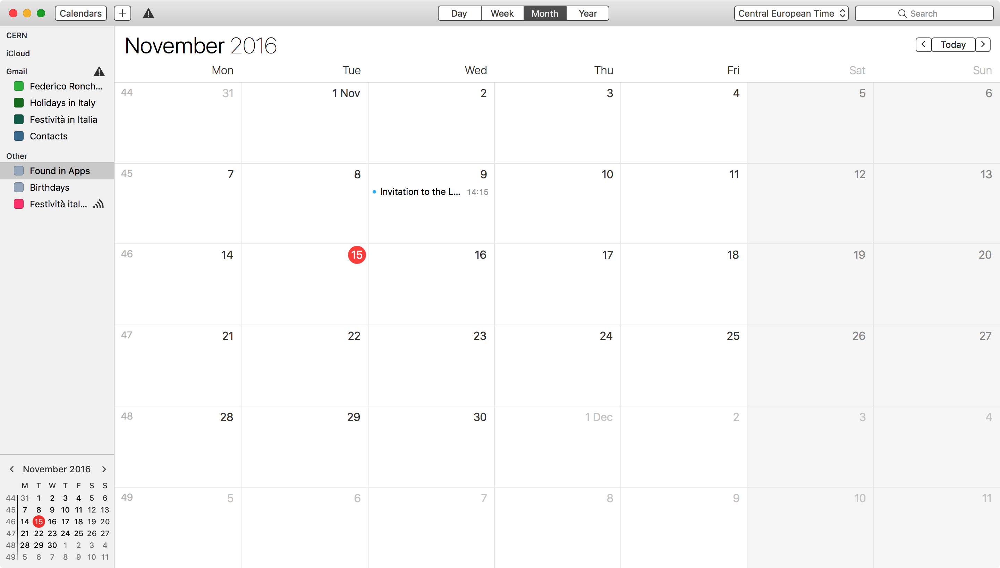 Calendars
Day Week Month Year
Central European Time
Search
CERN
iCloud
Gmail
Federico Ronch...
Holidays in Italy
Festività in Italia
Contacts
Other
Found in Apps
Birthdays
Festività ital...
November 2016
M T W T F S S
44 31 1 2 3 4 5 6
45 7 8 9 10 11 12 13
46 14 15 16 17 18 19 20
47 21 22 23 24 25 26 27
48 28 29 30 1 2 3 4
49 5 6 7 8 9 10 11
November 2016
Today
Mon Tue Wed Thu Fri Sat Sun
44 31 1 Nov 2 3 4 5 6
45 7 8 9 10 11 12 13
Invitation to the L... 14:15
46 14 15 16 17 18 19 20
47 21 22 23 24 25 26 27
48 28 29 30 1 Dec 2 3 4
49 5 6 7 8 9 10 11